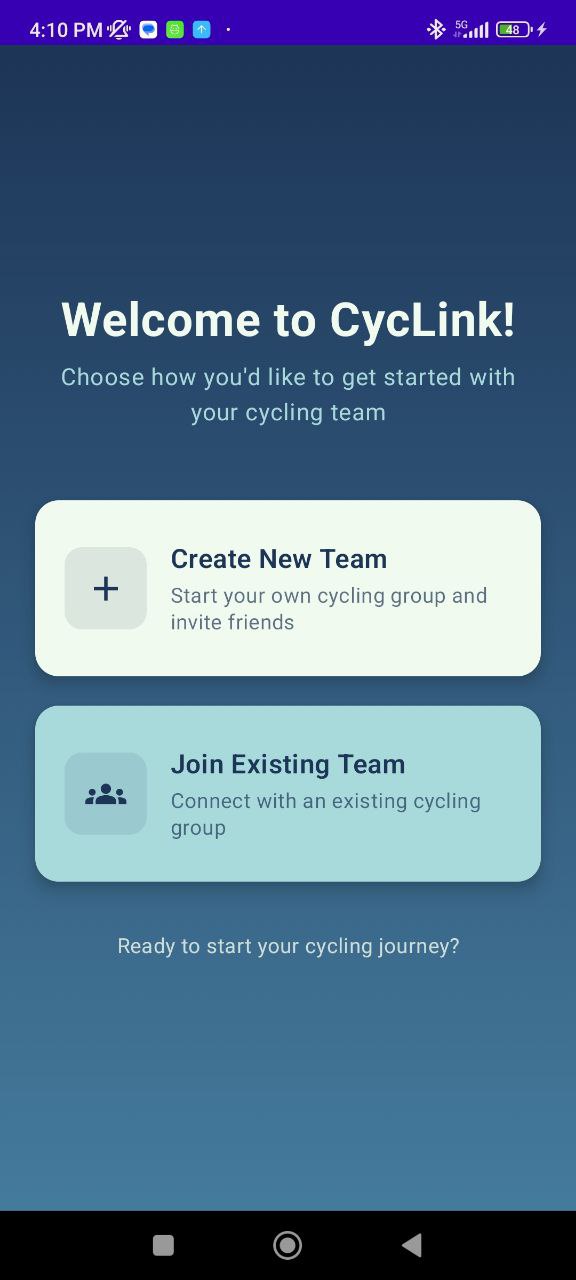 4:10 PM
5G
48
Welcome to CycLink!
Choose how you'd like to get started with
your cycling team
Create New Team
Start your own cycling group and
invite friends
Join Existing Team
Connect with an existing cycling
group
Ready to start your cycling journey?